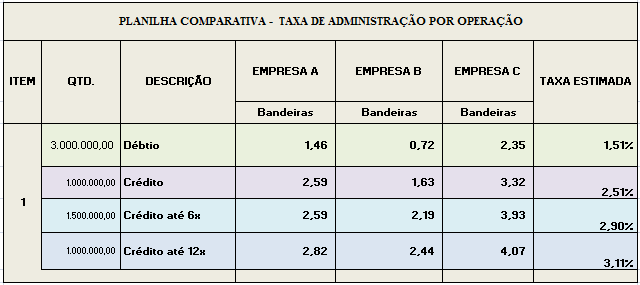 PLANILHA COMPARATIVA - TAXA DE ADMINISTRAÇÃO POR OPERAÇÃO
ITEM QTD. DESCRIÇÃO EMPRESA A EMPRESA B EMPRESA C TAXA ESTIMADA
Bandeiras Bandeiras Bandeiras
1
3.000.000,00 Débtio 1,46 0,72 2,35 1,51%
1.000.000,00 Crédito 2,59 1,63 3,32 2,51%
1.500.000,00 Crédito até 6x 2,59 2,19 3,93 2,90%
1.000.000,00 Crédito até 12x 2,82 2,44 4,07 3,11%